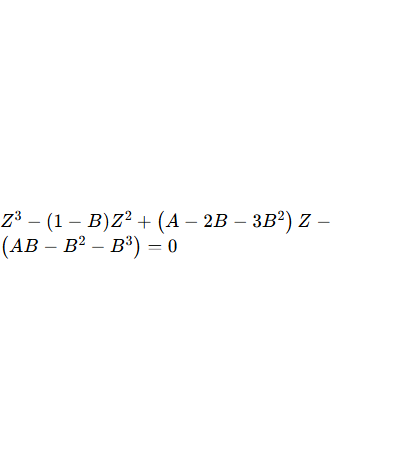 Z³ − (1 − B)Z² + (A − 2B − 3B²) Z −
(AB − B² − B³) = 0